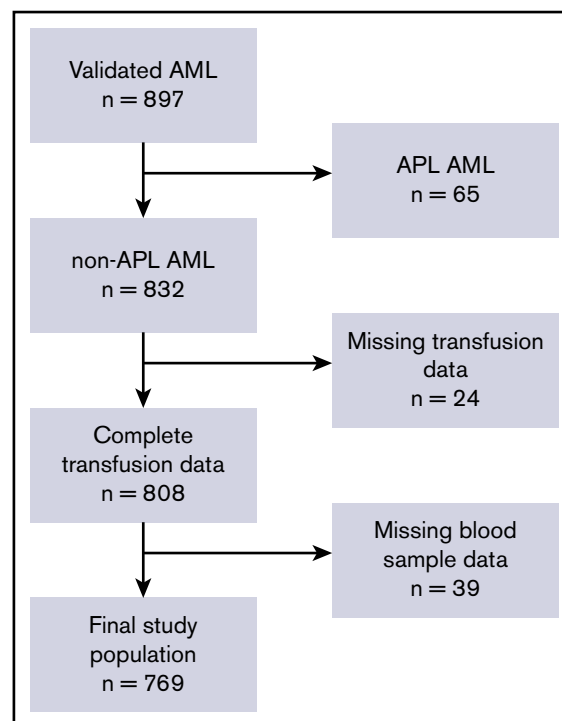 Validated AML
n = 897
APL AML
n = 65
non-APL AML
n = 832
Missing transfusion
data
n = 24
Complete
transfusion data
n = 808
Missing blood
sample data
n = 39
Final study
population
n = 769